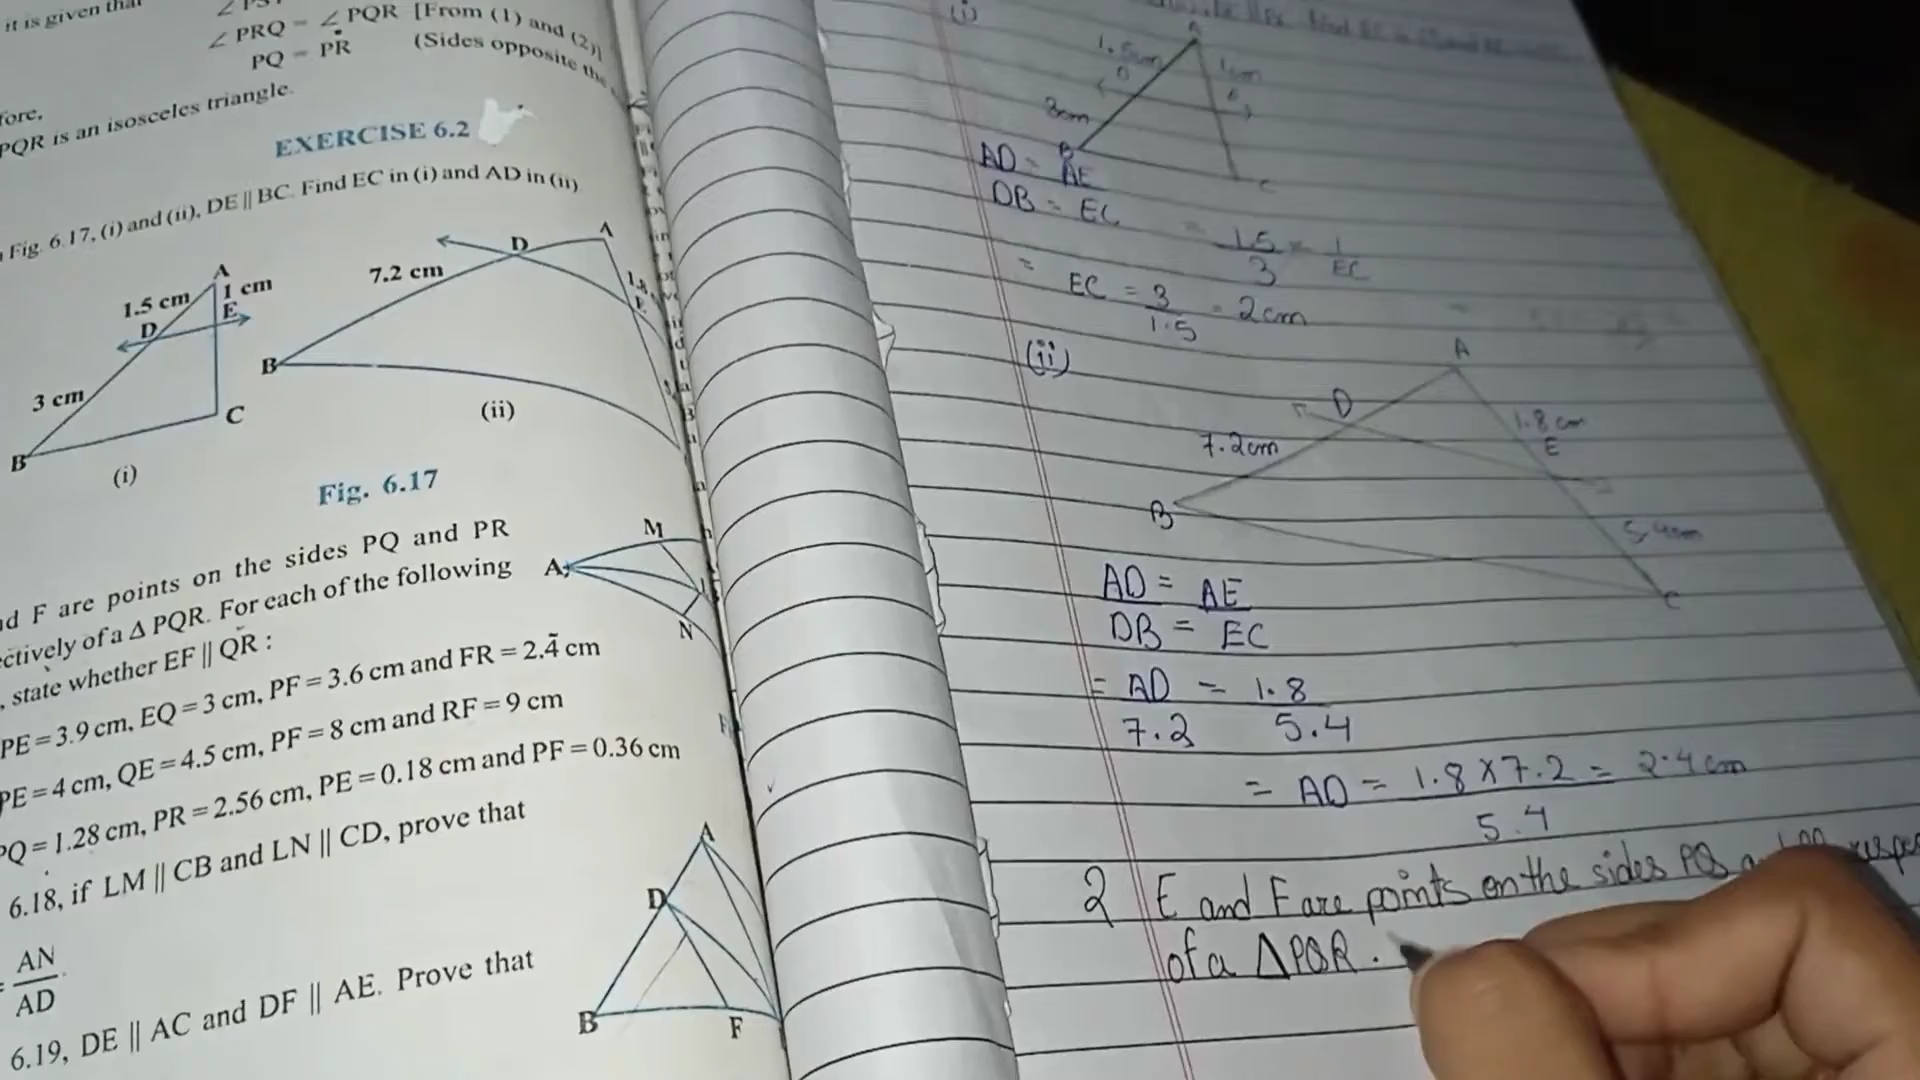 it is given that
∠ PRQ = ∠ PQR [From (1) and (2)]
PQ = PR (Sides opposite the
fore,
PQR is an isosceles triangle.
EXERCISE 6.2
Fig. 6.17, (i) and (ii), DE || BC. Find EC in (i) and AD in (ii)
A
1.5 cm
1 cm
D
E
3 cm
B
C
(i)
7.2 cm
D
A
E
B
(ii)
Fig. 6.17
nd F are points on the sides PQ and PR
ectively of a Δ PQR. For each of the following
, state whether EF || QR :
PE = 3.9 cm, EQ = 3 cm, PF = 3.6 cm and FR = 2.4 cm
PE = 4 cm, QE = 4.5 cm, PF = 8 cm and RF = 9 cm
PQ = 1.28 cm, PR = 2.56 cm, PE = 0.18 cm and PF = 0.36 cm
6.18, if LM || CB and LN || CD, prove that
= AN
AD
6.19, DE || AC and DF || AE. Prove that
M
A
N
A
D
B
F
(i)
A
1.5cm
1cm
D
E
3cm
B
C
AD = AE
DB = EC
= 1.5 = 1
3 EC
= EC = 3 = 2cm
1.5
(ii)
A
D
1.8 cm
E
7.2cm
B
5.4cm
C
AD = AE
DB = EC
= AD = 1.8
7.2 5.4
= AD = 1.8 X 7.2 = 2.4cm
5.4
2 E and F are points on the sides PQ
of a ΔPQR.